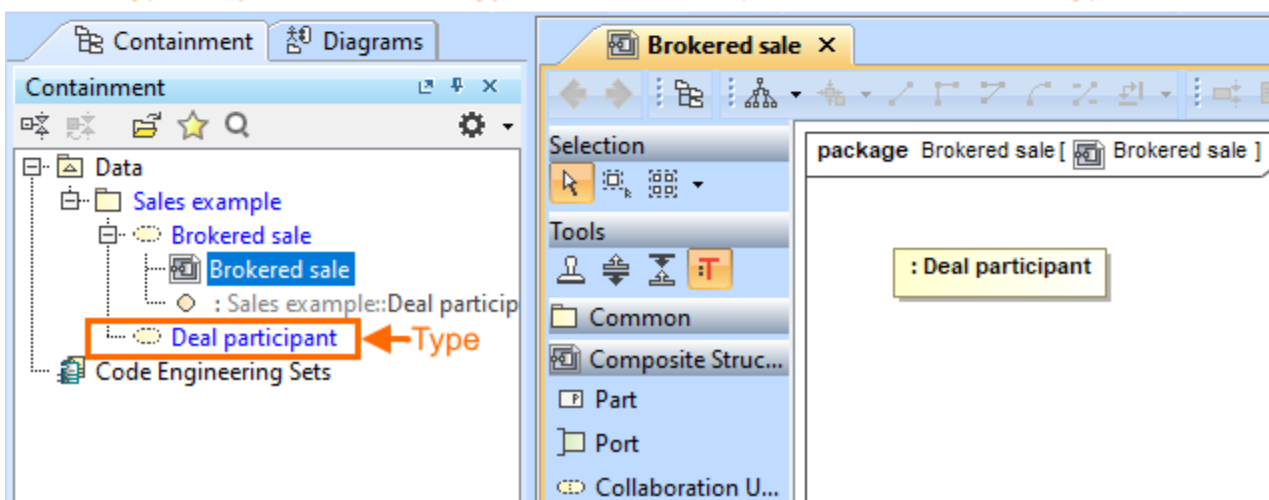 Containment
Diagrams
Brokered sale
Containment
Selection
package Brokered sale [ Brokered sale ]
Data
Sales example
Brokered sale
Tools
Brokered sale
: Deal participant
: Sales example::Deal particip
Common
Deal participant
Type
Composite Struc...
Code Engineering Sets
Part
Port
Collaboration U...